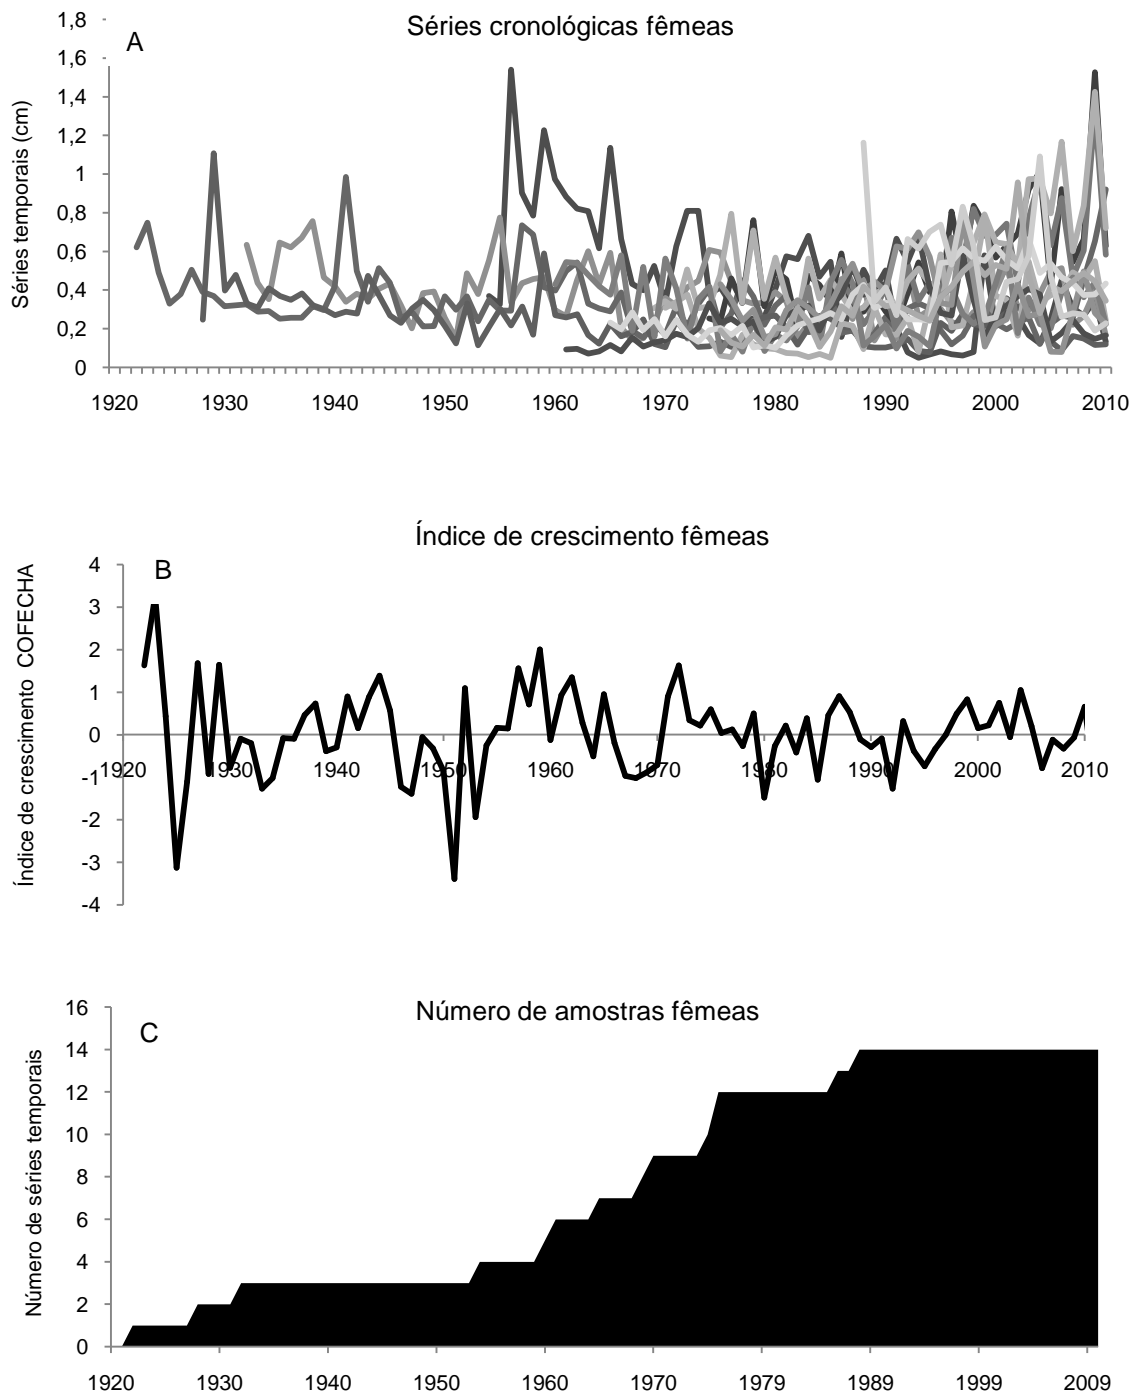 Séries cronológicas fêmeas
A
Séries temporais (cm)
1,8
1,6
1,4
1,2
1
0,8
0,6
0,4
0,2
0
1920 1930 1940 1950 1960 1970 1980 1990 2000 2010
Índice de crescimento fêmeas
B
Índice de crescimento COFECHA
4
3
2
1
0
-1
-2
-3
-4
1920 1930 1940 1950 1960 1970 1980 1990 2000 2010
Número de amostras fêmeas
C
Número de séries temporais
16
14
12
10
8
6
4
2
0
1920 1930 1940 1950 1960 1970 1979 1989 1999 2009